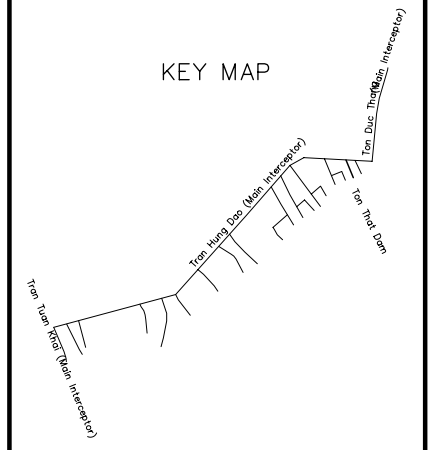 KEY MAP
Ton Duc Thang (Main Interceptor)
Tran Hung Dao (Main Interceptor)
Ton That Dam
Tran Tuan Khai (Main Interceptor)